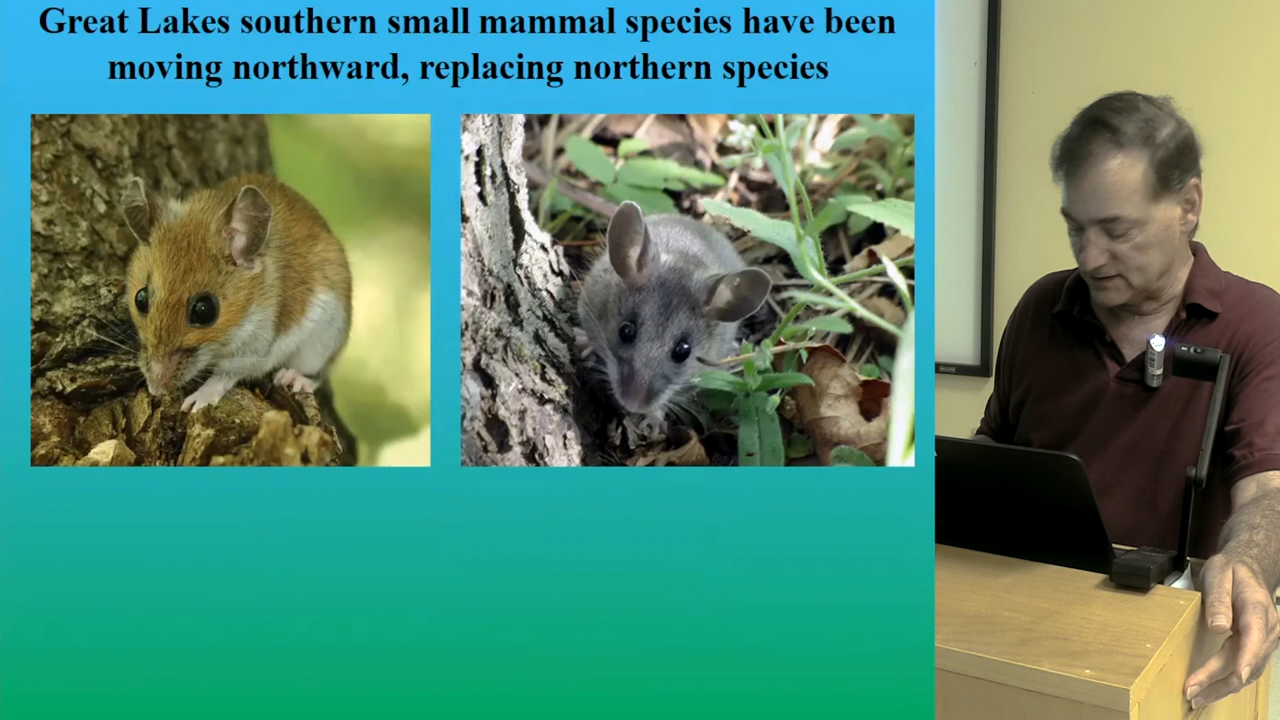 Great Lakes southern small mammal species have been
moving northward, replacing northern species